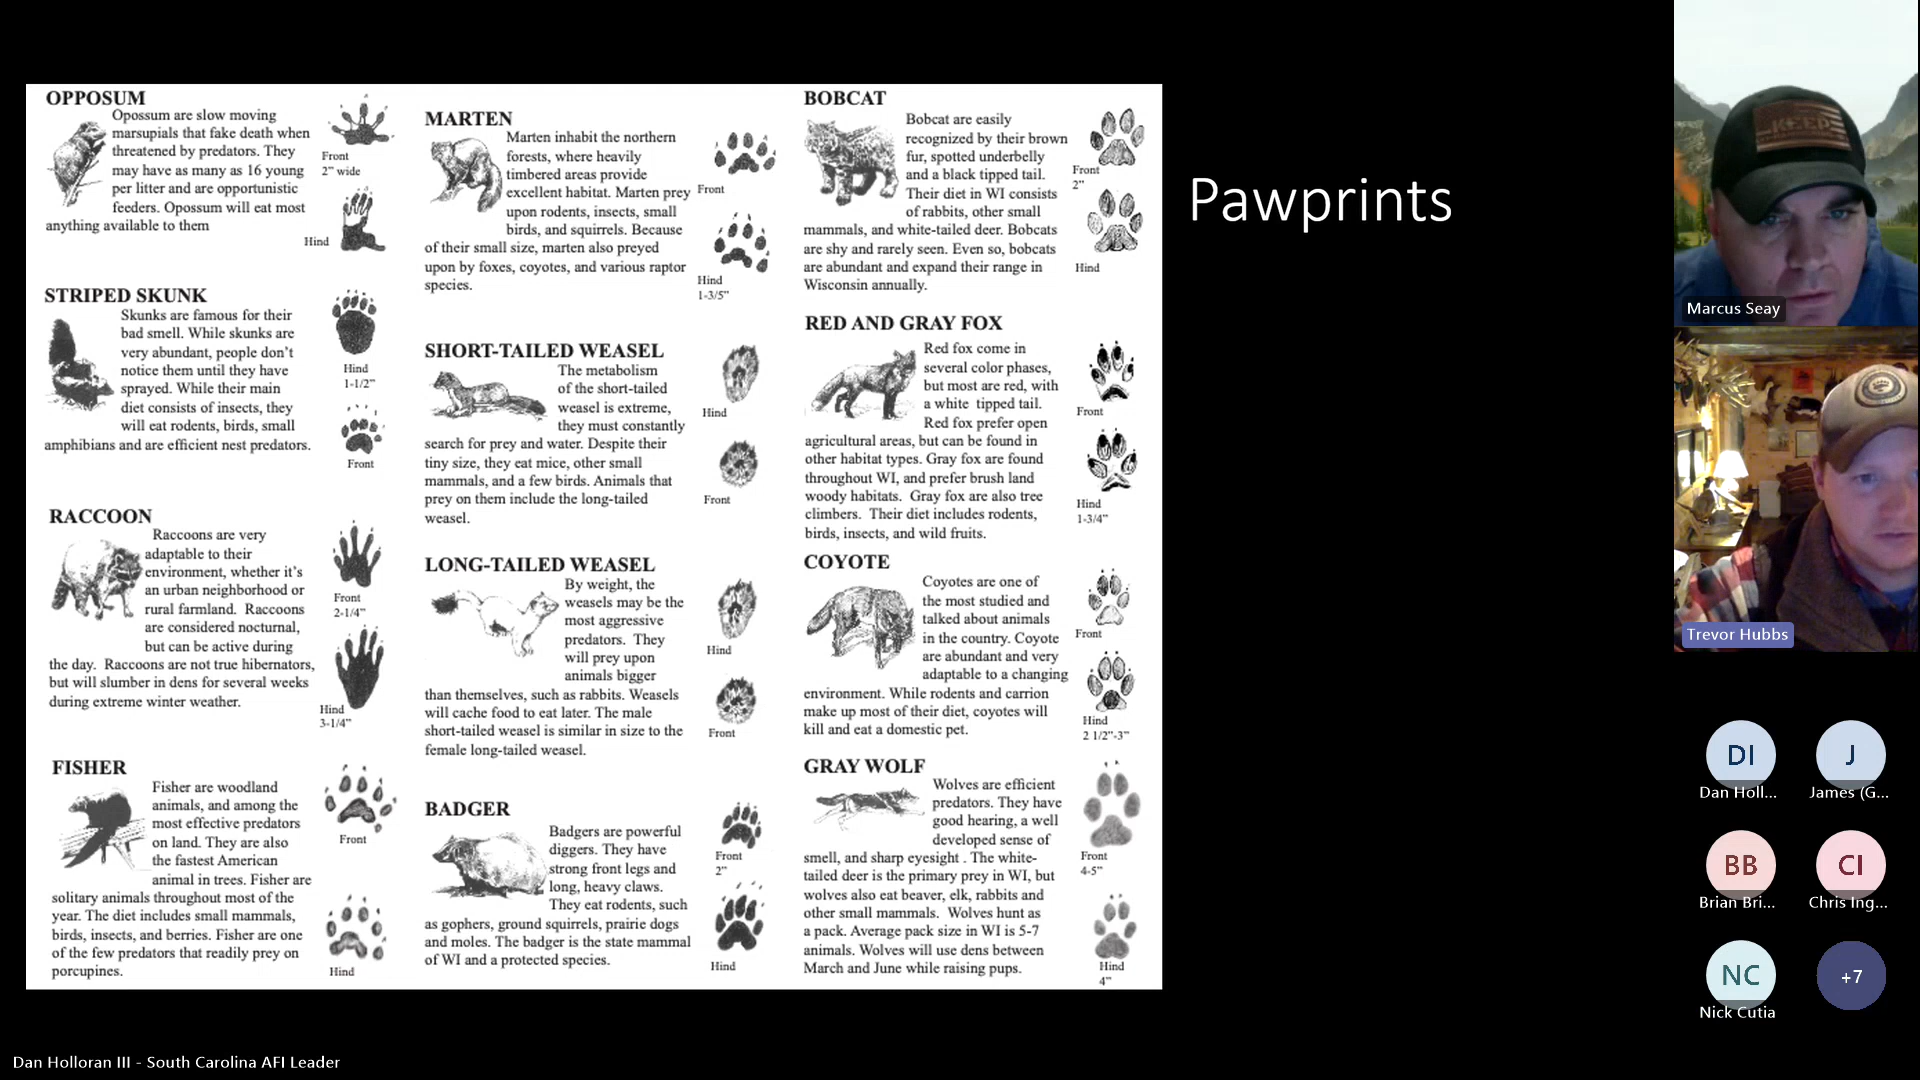 OPPOSUM
Opossum are slow moving
marsupials that fake death when
threatened by predators. They
may have as many as 16 young
per litter and are opportunistic
feeders. Opossum will eat most
anything available to them
Front
2” wide
Hind
STRIPED SKUNK
Skunks are famous for their
bad smell. While skunks are
very abundant, people don’t
notice them until they have
sprayed. While their main
diet consists of insects, they
will eat rodents, birds, small
amphibians and are efficient nest predators.
Hind
1-1/2”
Front
RACCOON
Raccoons are very
adaptable to their
environment, whether it’s
an urban neighborhood or
rural farmland. Raccoons
are considered nocturnal,
but can be active during
the day. Raccoons are not true hibernators,
but will slumber in dens for several weeks
during extreme winter weather.
Front
2-1/4”
Hind
3-1/4”
FISHER
Fisher are woodland
animals, and among the
most effective predators
on land. They are also
the fastest American
animal in trees. Fisher are
solitary animals throughout most of the
year. The diet includes small mammals,
birds, insects, and berries. Fisher are one
of the few predators that readily prey on
porcupines.
Front
Hind
MARTEN
Marten inhabit the northern
forests, where heavily
timbered areas provide
excellent habitat. Marten prey
upon rodents, insects, small
birds, and squirrels. Because
of their small size, marten also preyed
upon by foxes, coyotes, and various raptor
species.
Front
Hind
1-3/5”
SHORT-TAILED WEASEL
The metabolism
of the short-tailed
weasel is extreme,
they must constantly
search for prey and water. Despite their
tiny size, they eat mice, other small
mammals, and a few birds. Animals that
prey on them include the long-tailed
weasel.
Hind
Front
LONG-TAILED WEASEL
By weight, the
weasels may be the
most aggressive
predators. They
will prey upon
animals bigger
than themselves, such as rabbits. Weasels
will cache food to eat later. The male
short-tailed weasel is similar in size to the
female long-tailed weasel.
Hind
Front
BADGER
Badgers are powerful
diggers. They have
strong front legs and
long, heavy claws.
They eat rodents, such
as gophers, ground squirrels, prairie dogs
and moles. The badger is the state mammal
of WI and a protected species.
Front
2”
Hind
BOBCAT
Bobcat are easily
recognized by their brown
fur, spotted underbelly
and a black tipped tail.
Their diet in WI consists
of rabbits, other small
mammals, and white-tailed deer. Bobcats
are shy and rarely seen. Even so, bobcats
are abundant and expand their range in
Wisconsin annually.
Front
2”
Hind
RED AND GRAY FOX
Red fox come in
several color phases,
but most are red, with
a white tipped tail.
Red fox prefer open
agricultural areas, but can be found in
other habitat types. Gray fox are found
throughout WI, and prefer brush land
woody habitats. Gray fox are also tree
climbers. Their diet includes rodents,
birds, insects, and wild fruits.
Front
Hind
1-3/4”
COYOTE
Coyotes are one of
the most studied and
talked about animals
in the country. Coyote
are abundant and very
adaptable to a changing
environment. While rodents and carrion
make up most of their diet, coyotes will
kill and eat a domestic pet.
Front
Hind
2 1/2”-3”
GRAY WOLF
Wolves are efficient
predators. They have
good hearing, a well
developed sense of
smell, and sharp eyesight . The white-
tailed deer is the primary prey in WI, but
wolves also eat beaver, elk, rabbits and
other small mammals. Wolves hunt as
a pack. Average pack size in WI is 5-7
animals. Wolves will use dens between
March and June while raising pups.
Front
4-5”
Hind
4”
Pawprints
KEEP
Marcus Seay
Trevor Hubbs
DI
Dan Holl...
J
James (G...
BB
Brian Bri...
CI
Chris Ing...
NC
Nick Cutia
+7
Dan Holloran III - South Carolina AFI Leader